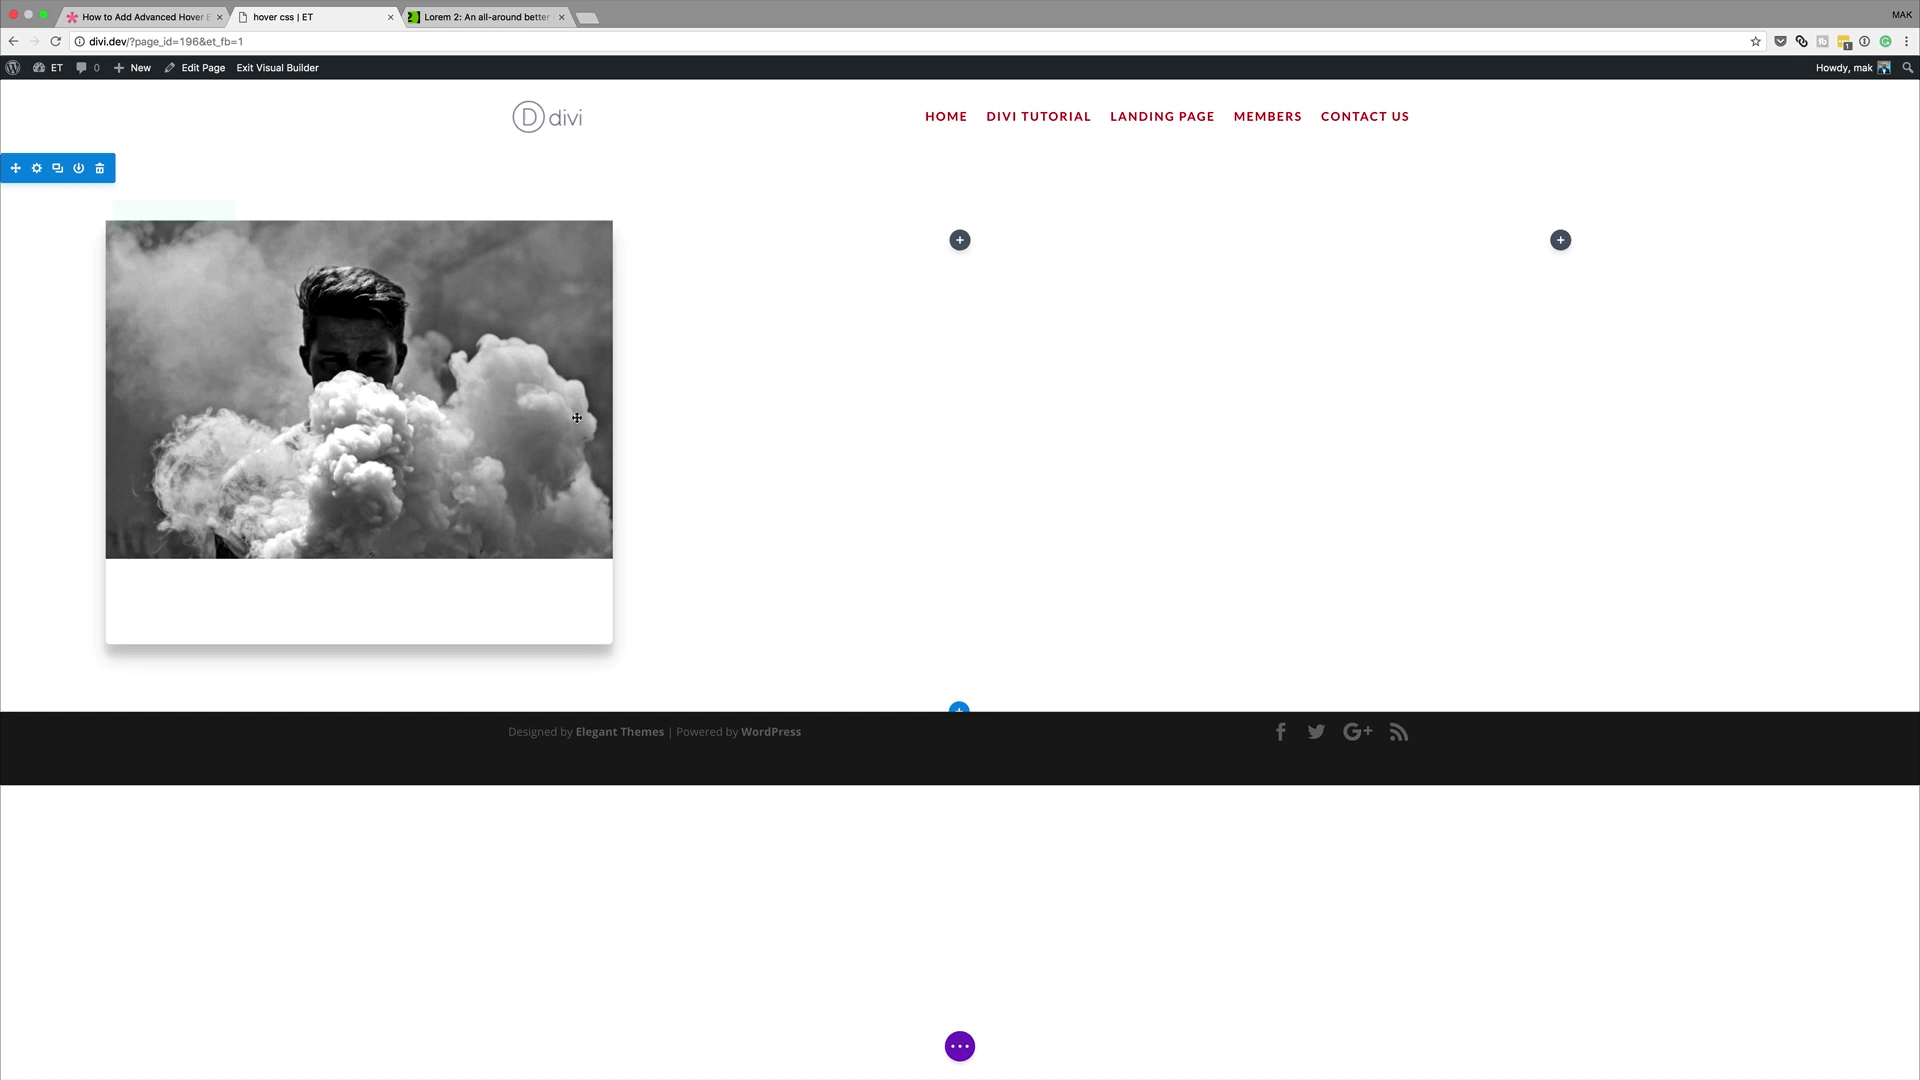 MAK
How to Add Advanced Hover E
hover css | ET
Lorem 2: An all-around better
divi.dev/?page_id=196&et_fb=1
1
ET 0 New Edit Page Exit Visual Builder
Howdy, mak
D divi
HOME DIVI TUTORIAL LANDING PAGE MEMBERS CONTACT US
Designed by Elegant Themes | Powered by WordPress